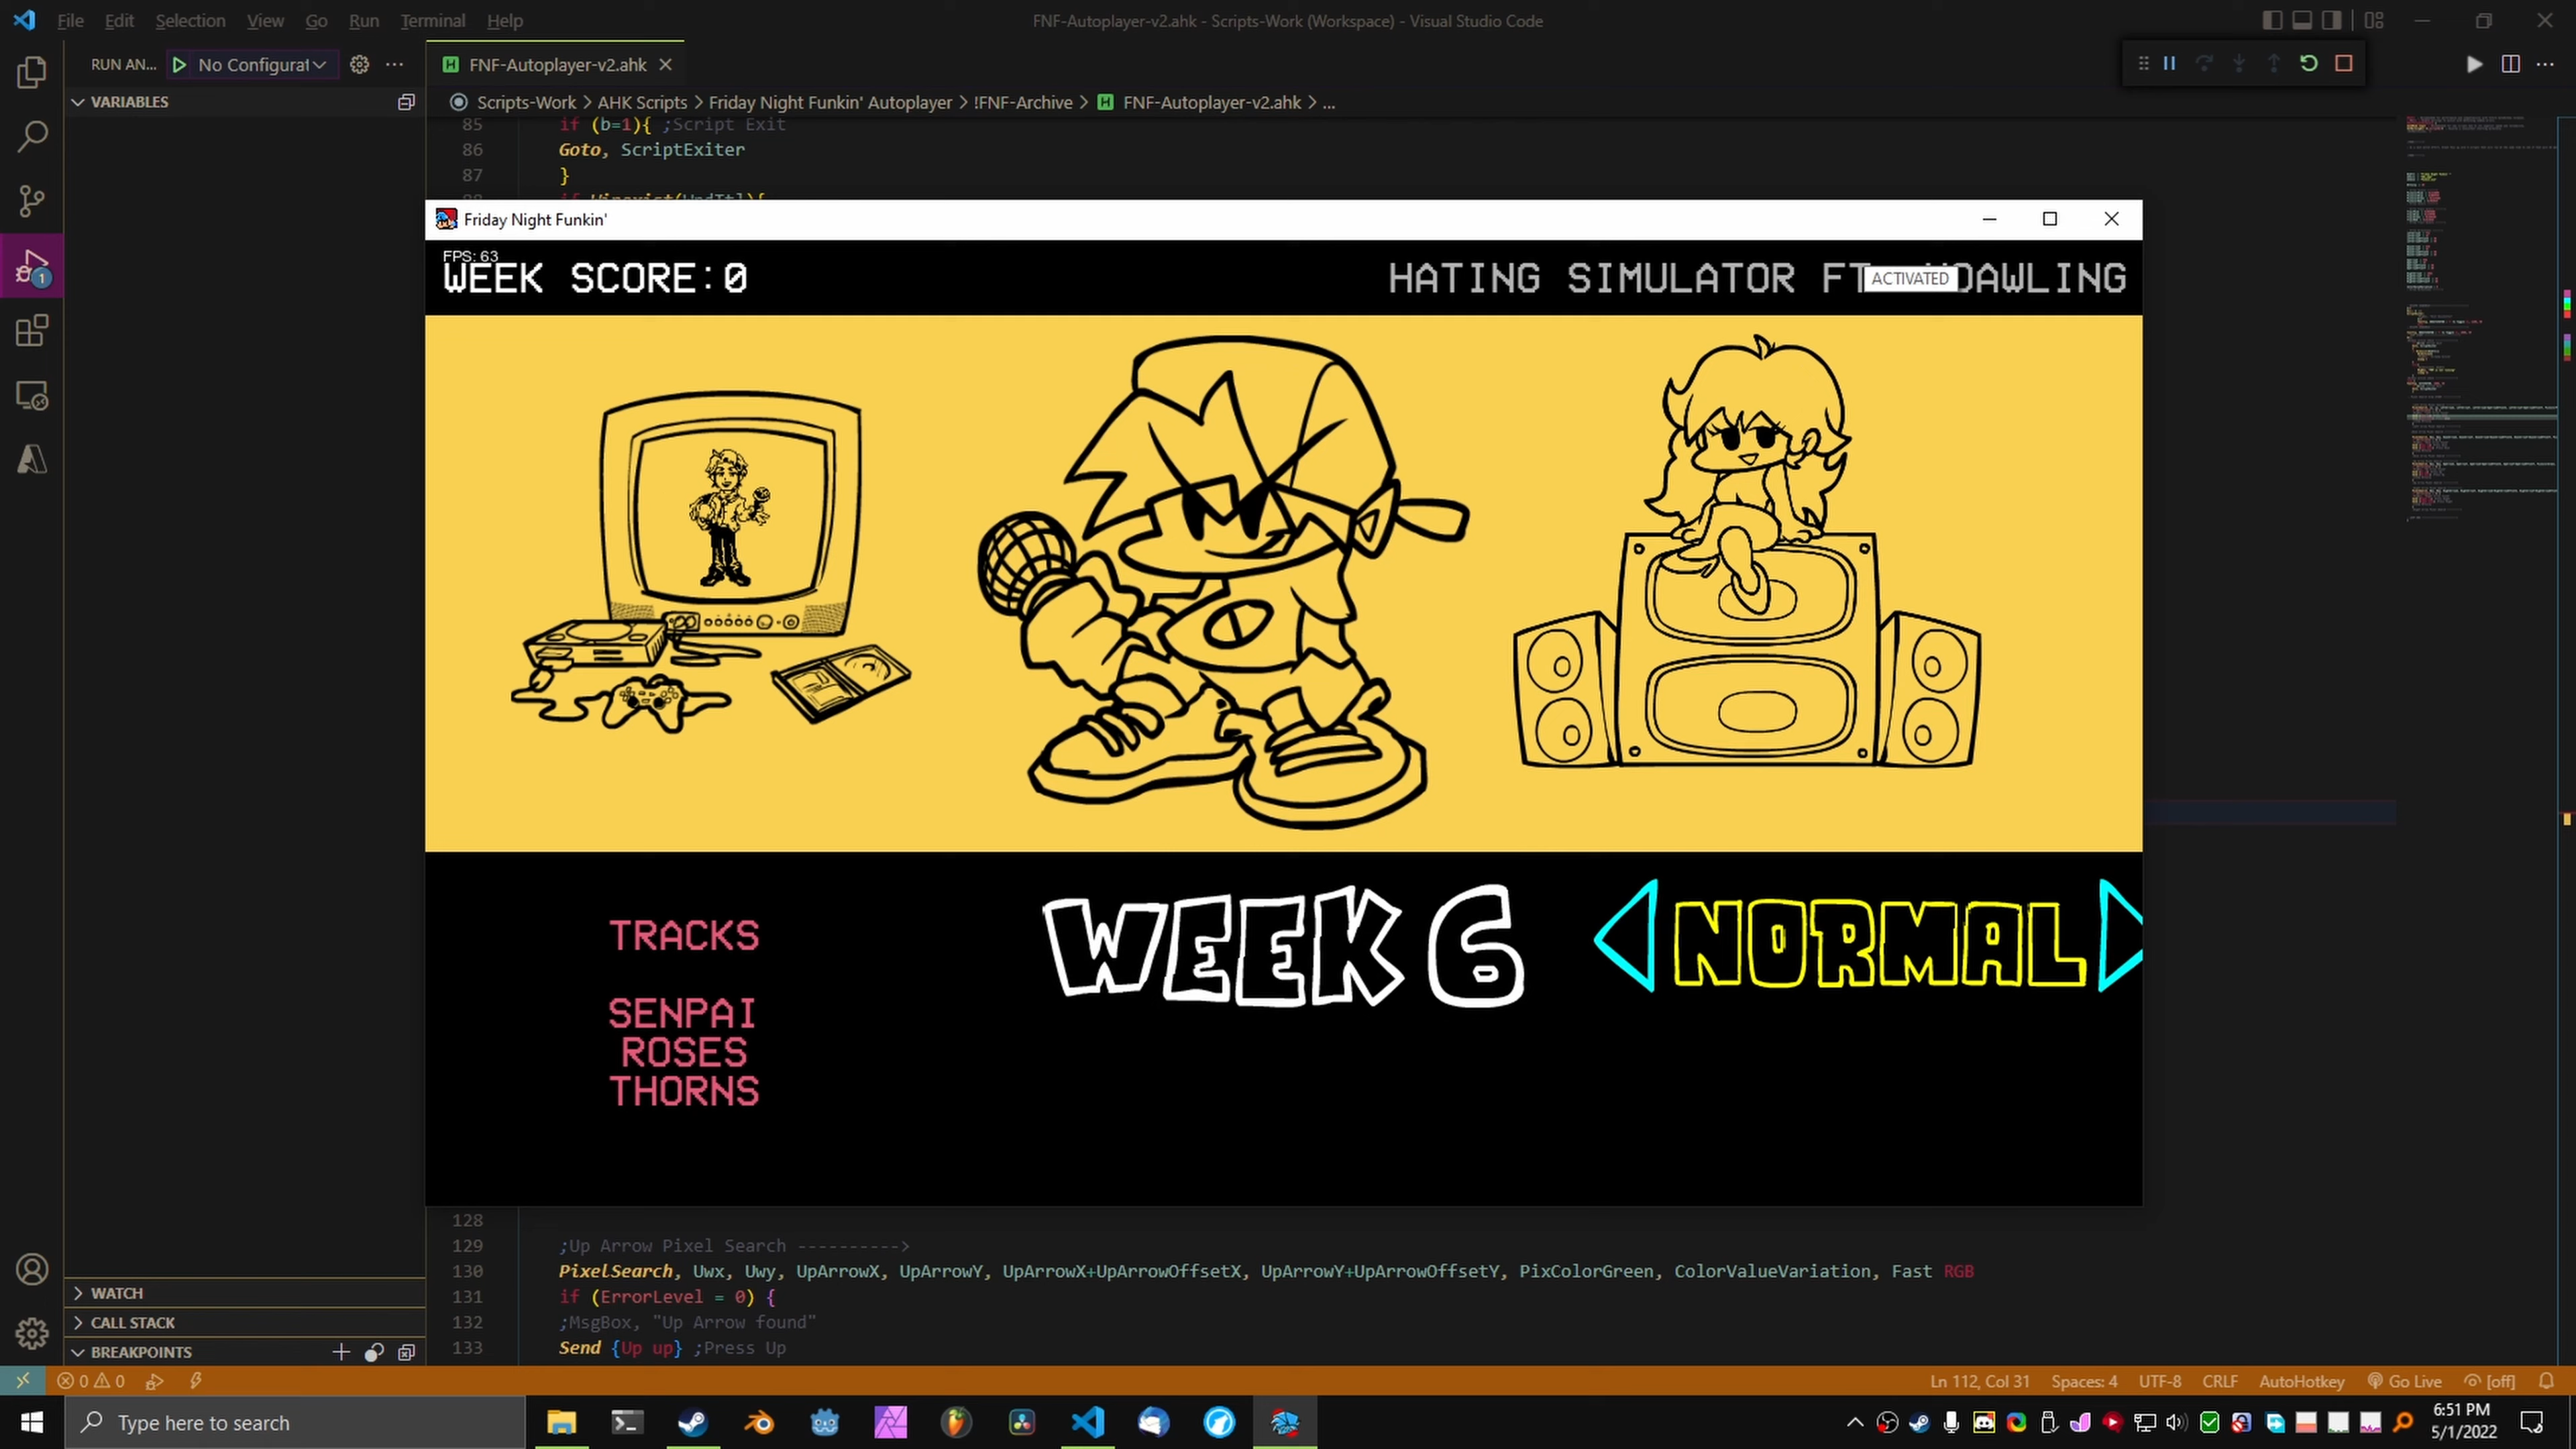 File Edit Selection View Go Run Terminal Help
FNF-Autoplayer-v2.ahk - Scripts-Work (Workspace) - Visual Studio Code
RUN AN... No Configurat
FNF-Autoplayer-v2.ahk
VARIABLES
Scripts-Work > AHK Scripts > Friday Night Funkin' Autoplayer > !FNF-Archive > FNF-Autoplayer-v2.ahk > ...
85 if (b=1){ ;Script Exit
86 Goto, ScriptExiter
87 }
Friday Night Funkin'
FPS: 63
WEEK SCORE:0
HATING SIMULATOR FT
ACTIVATED
TRACKS
SENPAI
ROSES
THORNS
WEEK 6
NORMAL
128
129 ;Up Arrow Pixel Search ---------->
130 PixelSearch, Uwx, Uwy, UpArrowX, UpArrowY, UpArrowX+UpArrowOffsetX, UpArrowY+UpArrowOffsetY, PixColorGreen, ColorValueVariation, Fast RGB
131 if (ErrorLevel = 0) {
132 ;MsgBox, "Up Arrow found"
133 Send {Up up} ;Press Up
WATCH
CALL STACK
BREAKPOINTS
1
0 0
Ln 112, Col 31 Spaces: 4 UTF-8 CRLF AutoHotkey Go Live [off]
Type here to search
6:51 PM
5/1/2022